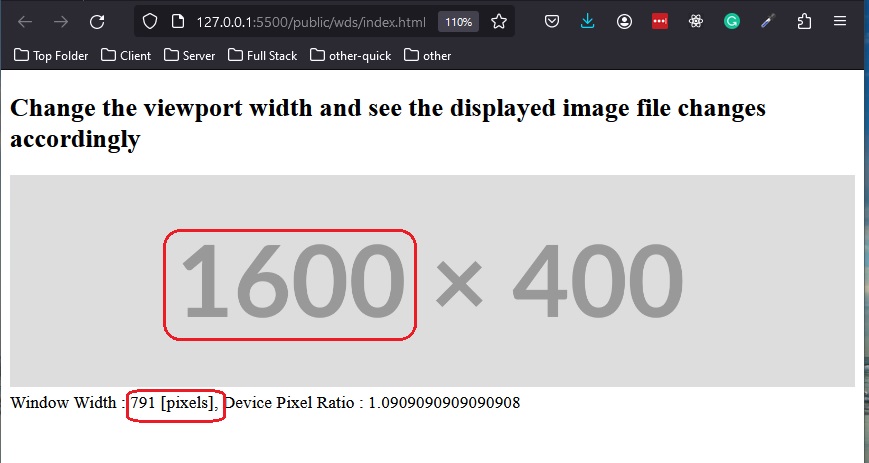 127.0.0.1:5500/public/wds/index.html 110%
Top Folder Client Server Full Stack other-quick other
Change the viewport width and see the displayed image file changes
accordingly
1600 × 400
Window Width : 791 [pixels], Device Pixel Ratio : 1.0909090909090908